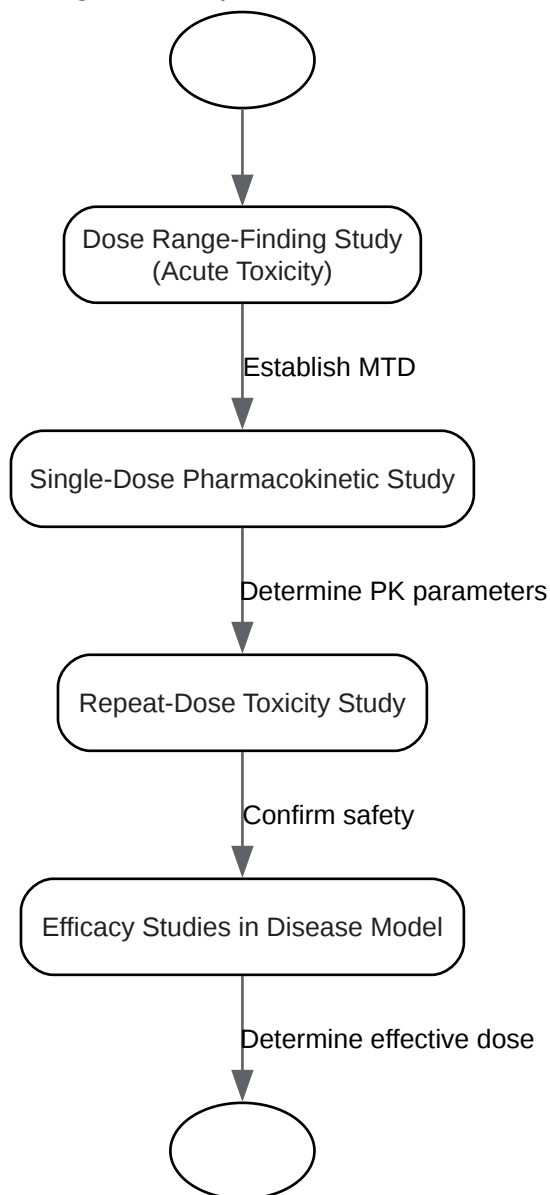 Dose Range-Finding Study
(Acute Toxicity)
Establish MTD
Single-Dose Pharmacokinetic Study
Determine PK parameters
Repeat-Dose Toxicity Study
Confirm safety
Efficacy Studies in Disease Model
Determine effective dose